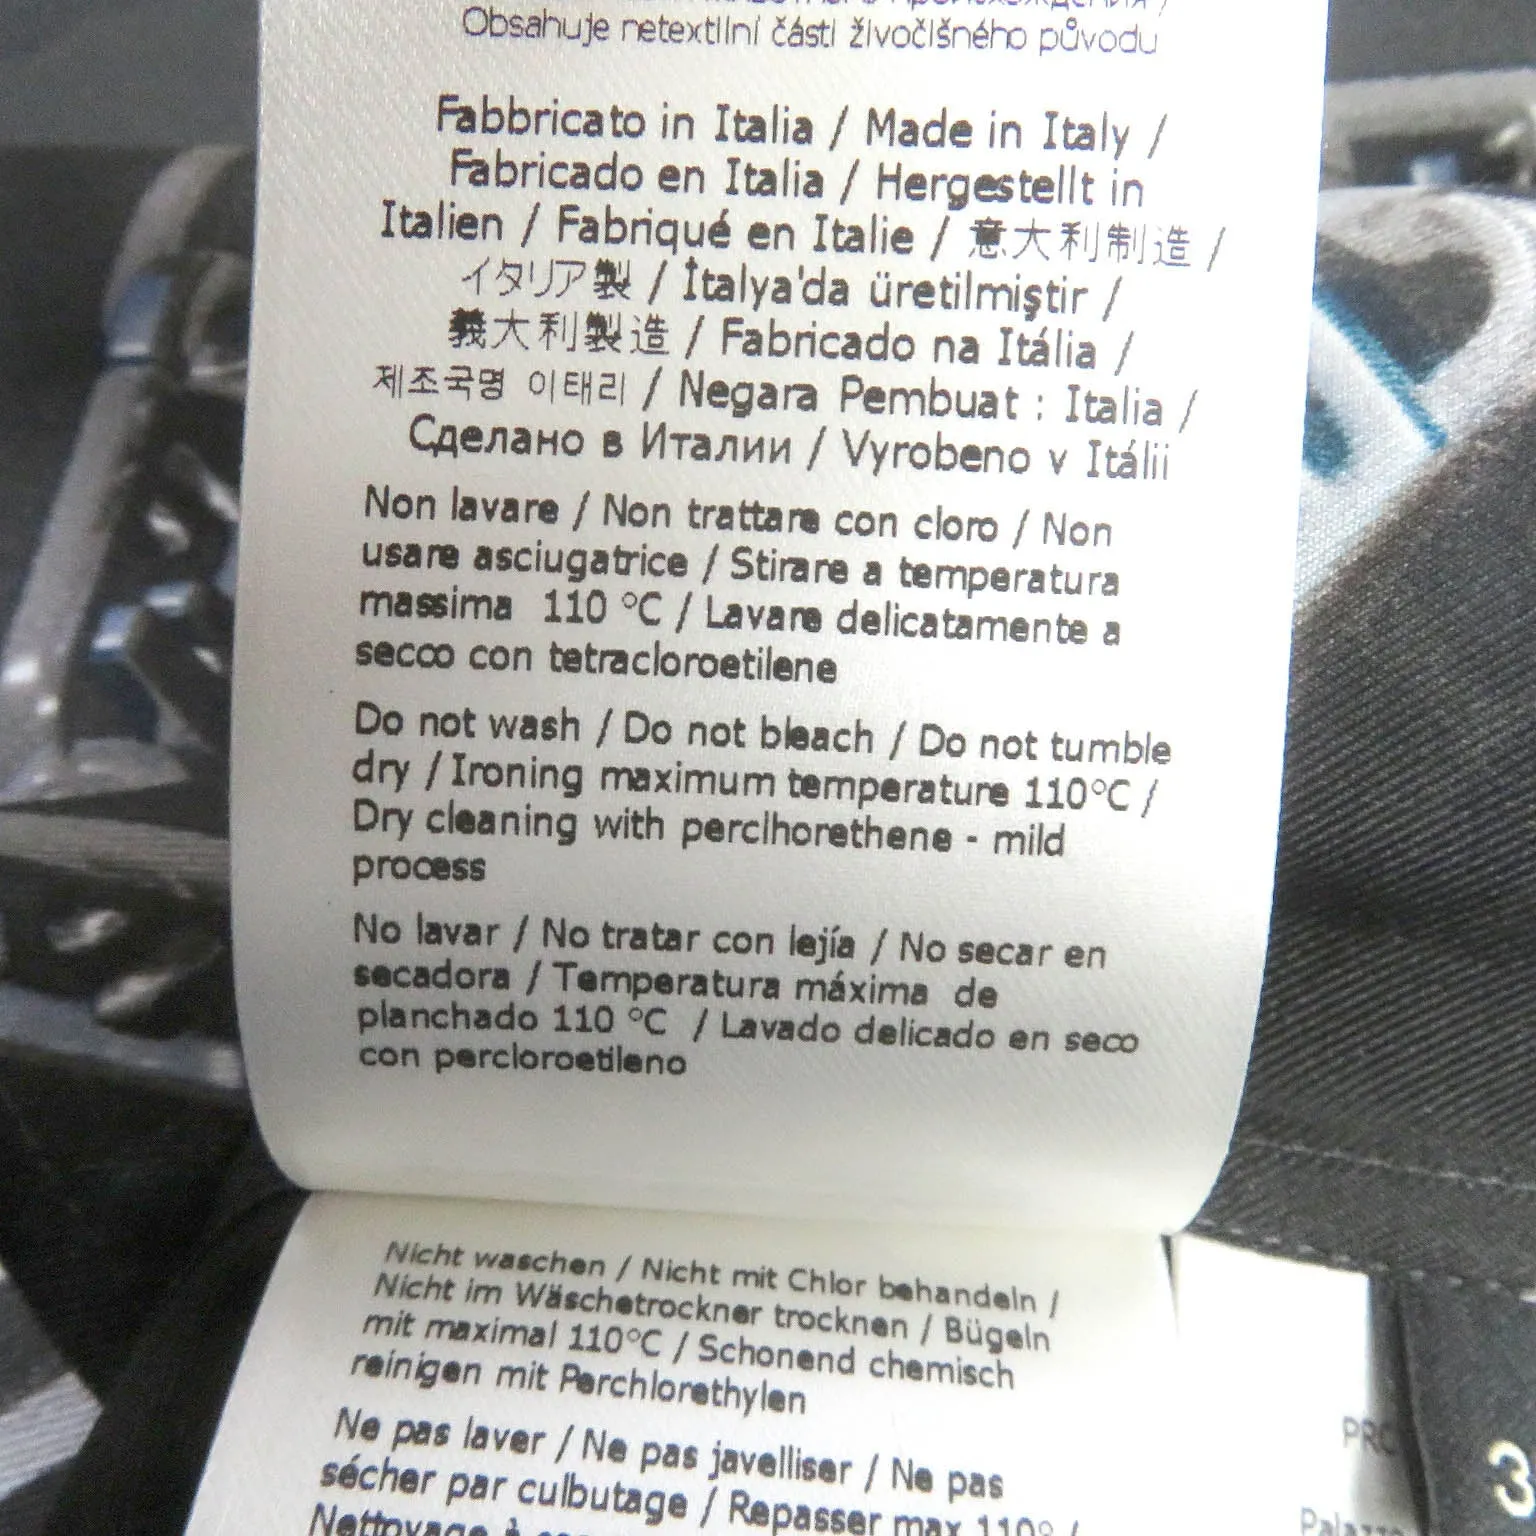 Obsahuje netextilní části živočišného původu
Fabbricato in Italia / Made in Italy /
Fabricado en Italia / Hergestellt in
Italien / Fabriqué en Italie / 意大利制造 /
イタリア製 / İtalya'da üretilmiştir /
義大利製造 / Fabricado na Itália /
제조국명 이태리 / Negara Pembuat : Italia /
Сделано в Италии / Vyrobeno v Itálii
Non lavare / Non trattare con cloro / Non
usare asciugatrice / Stirare a temperatura
massima 110 °C / Lavare delicatamente a
secco con tetracloroetilene
Do not wash / Do not bleach / Do not tumble
dry / Ironing maximum temperature 110°C /
Dry cleaning with perclhorethene - mild
process
No lavar / No tratar con lejía / No secar en
secadora / Temperatura máxima de
planchado 110 °C / Lavado delicado en seco
con percloroetileno
Nicht waschen / Nicht mit Chlor behandeln /
Nicht im Wäschetrockner trocknen / Bügeln
mit maximal 110°C / Schonend chemisch
reinigen mit Perchlorethylen
Ne pas laver / Ne pas javelliser / Ne pas
sécher par culbutage / Repasser max 110° /
Nettoyage à
PRO
Palazzo
3